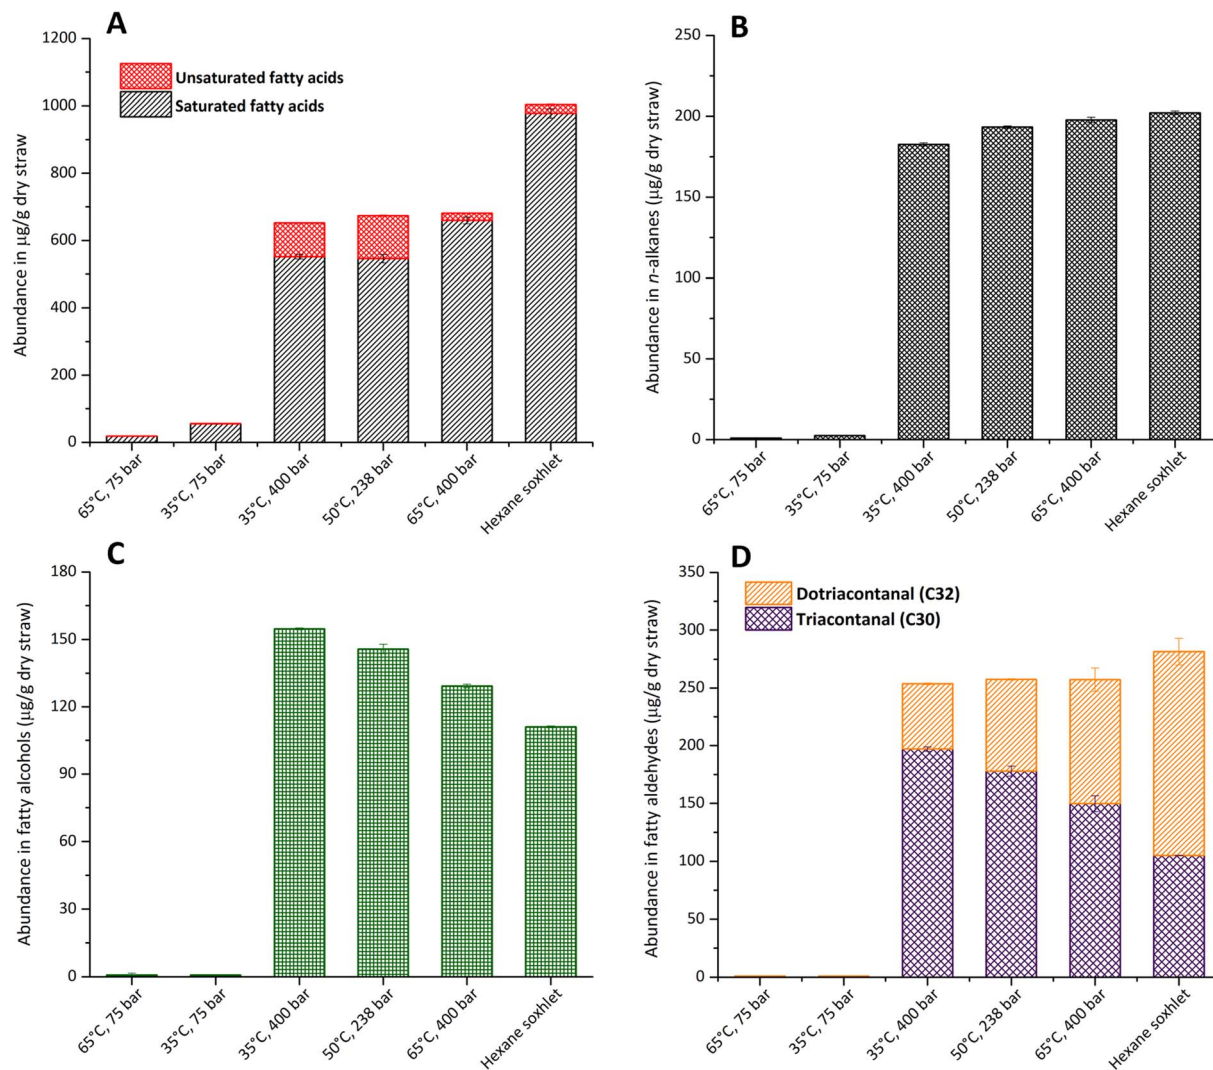 A
Abundance in µg/g dry straw
1200
1000
800
600
400
200
0
Unsaturated fatty acids
Saturated fatty acids
65°C, 75 bar
35°C, 75 bar
35°C, 400 bar
50°C, 238 bar
65°C, 400 bar
Hexane soxhlet
B
Abundance in n-alkanes (µg/g dry straw)
250
200
150
100
50
0
65°C, 75 bar
35°C, 75 bar
35°C, 400 bar
50°C, 238 bar
65°C, 400 bar
Hexane soxhlet
C
Abundance in fatty alcohols (µg/g dry straw)
180
150
120
90
60
30
0
65°C, 75 bar
35°C, 75 bar
35°C, 400 bar
50°C, 238 bar
65°C, 400 bar
Hexane soxhlet
D
Abundance in fatty aldehydes (µg/g dry straw)
350
300
250
200
150
100
50
0
Dotriacontanal (C32)
Triacontanal (C30)
65°C, 75 bar
35°C, 75 bar
35°C, 400 bar
50°C, 238 bar
65°C, 400 bar
Hexane soxhlet